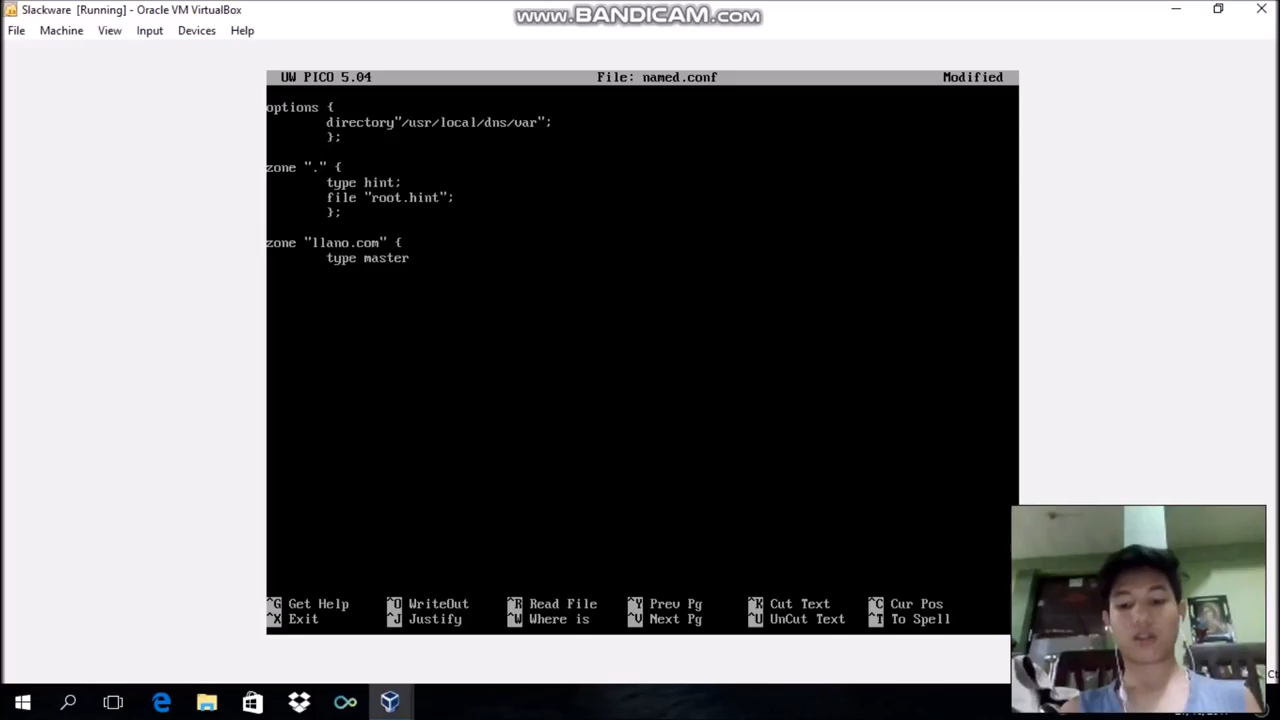 Slackware [Running] - Oracle VM VirtualBox
www.BANDICAM.com
File Machine View Input Devices Help
UW PICO 5.04 File: named.conf Modified
options {
directory"/usr/local/dns/var";
};
zone "." {
type hint;
file "root.hint";
};
zone "llano.com" {
type master
^G Get Help ^O WriteOut ^R Read File ^Y Prev Pg ^K Cut Text ^C Cur Pos
^X Exit ^J Justify ^W Where is ^V Next Pg ^U UnCut Text ^T To Spell